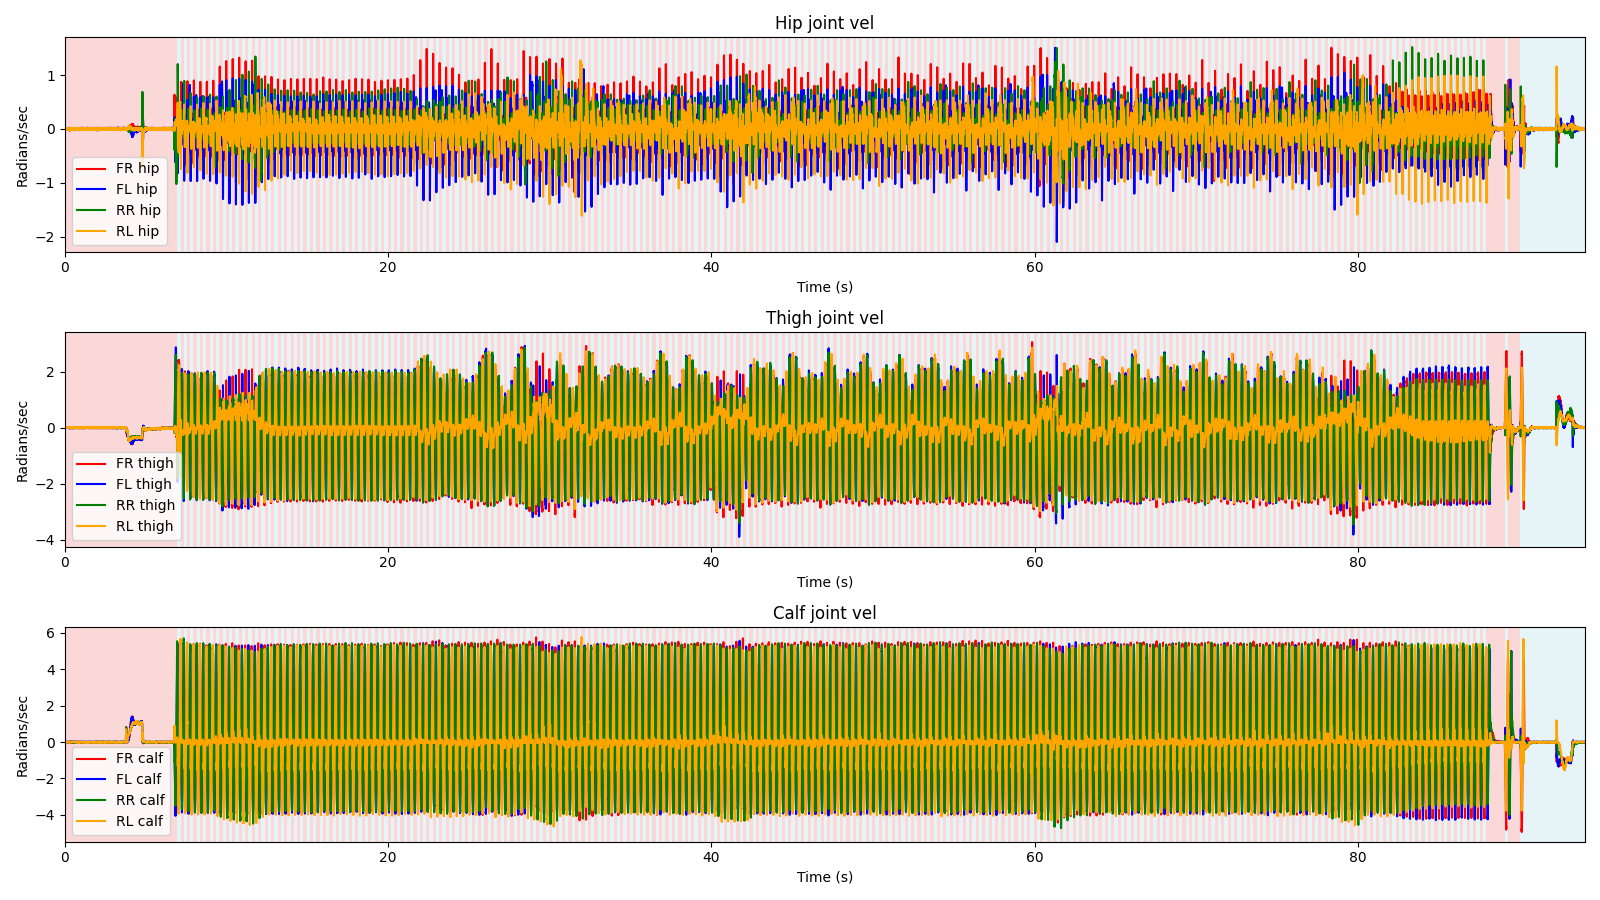 Hip joint vel
Radians/sec
1
0
−1
−2
FR hip
FL hip
RR hip
RL hip
0 20 40 60 80
Time (s)
Thigh joint vel
Radians/sec
2
0
−2
−4
FR thigh
FL thigh
RR thigh
RL thigh
0 20 40 60 80
Time (s)
Calf joint vel
Radians/sec
6
4
2
0
−2
−4
FR calf
FL calf
RR calf
RL calf
0 20 40 60 80
Time (s)